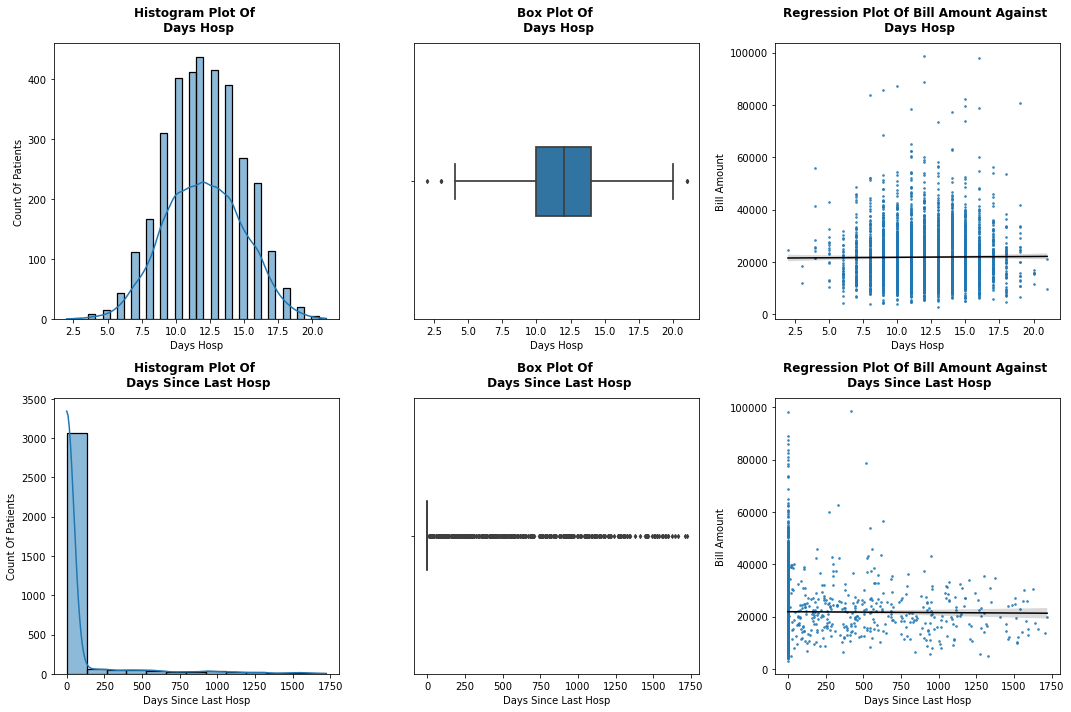 Histogram Plot Of
Days Hosp
Count Of Patients
400
300
200
100
0
2.5 5.0 7.5 10.0 12.5 15.0 17.5 20.0
Days Hosp
Box Plot Of
Days Hosp
2.5 5.0 7.5 10.0 12.5 15.0 17.5 20.0
Days Hosp
Regression Plot Of Bill Amount Against
Days Hosp
Bill Amount
100000
80000
60000
40000
20000
0
2.5 5.0 7.5 10.0 12.5 15.0 17.5 20.0
Days Hosp
Histogram Plot Of
Days Since Last Hosp
Count Of Patients
3500
3000
2500
2000
1500
1000
500
0
0 250 500 750 1000 1250 1500 1750
Days Since Last Hosp
Box Plot Of
Days Since Last Hosp
0 250 500 750 1000 1250 1500 1750
Days Since Last Hosp
Regression Plot Of Bill Amount Against
Days Since Last Hosp
Bill Amount
100000
80000
60000
40000
20000
0
0 250 500 750 1000 1250 1500 1750
Days Since Last Hosp